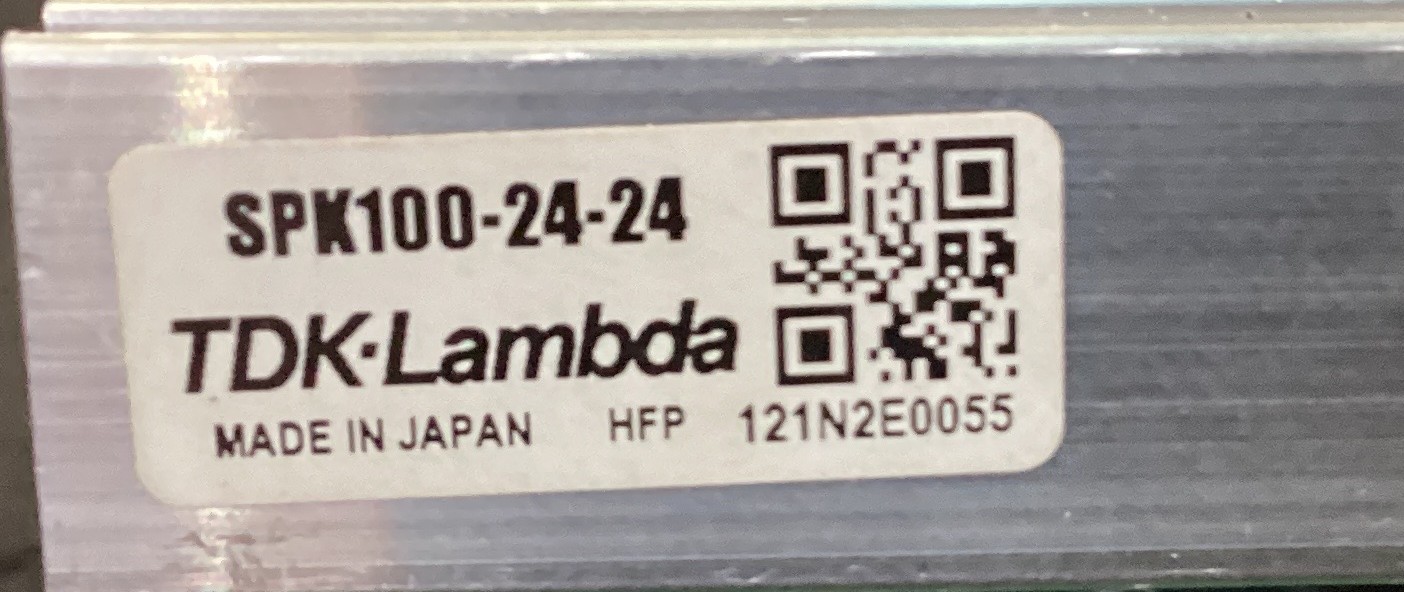 SPK100-24-24
TDK·Lambda
MADE IN JAPAN HFP 121N2E0055